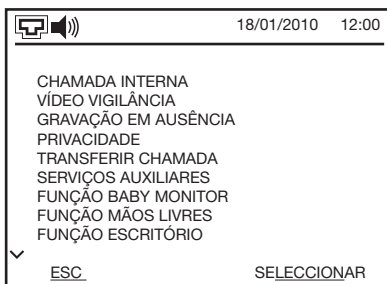 18/01/2010 12:00
CHAMADA INTERNA
VÍDEO VIGILÂNCIA
GRAVAÇÃO EM AUSÊNCIA
PRIVACIDADE
TRANSFERIR CHAMADA
SERVIÇOS AUXILIARES
FUNÇÃO BABY MONITOR
FUNÇÃO MÃOS LIVRES
FUNÇÃO ESCRITÓRIO
ESC SELECCIONAR